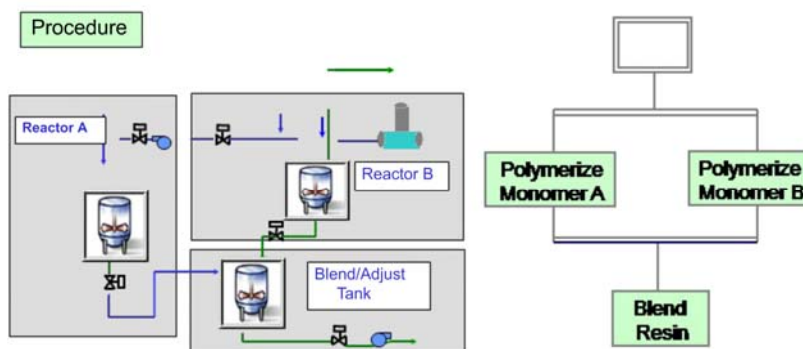 Procedure
Reactor A
Reactor B
Blend/Adjust
Tank
Polymerize
Monomer A
Polymerize
Monomer B
Blend
Resin